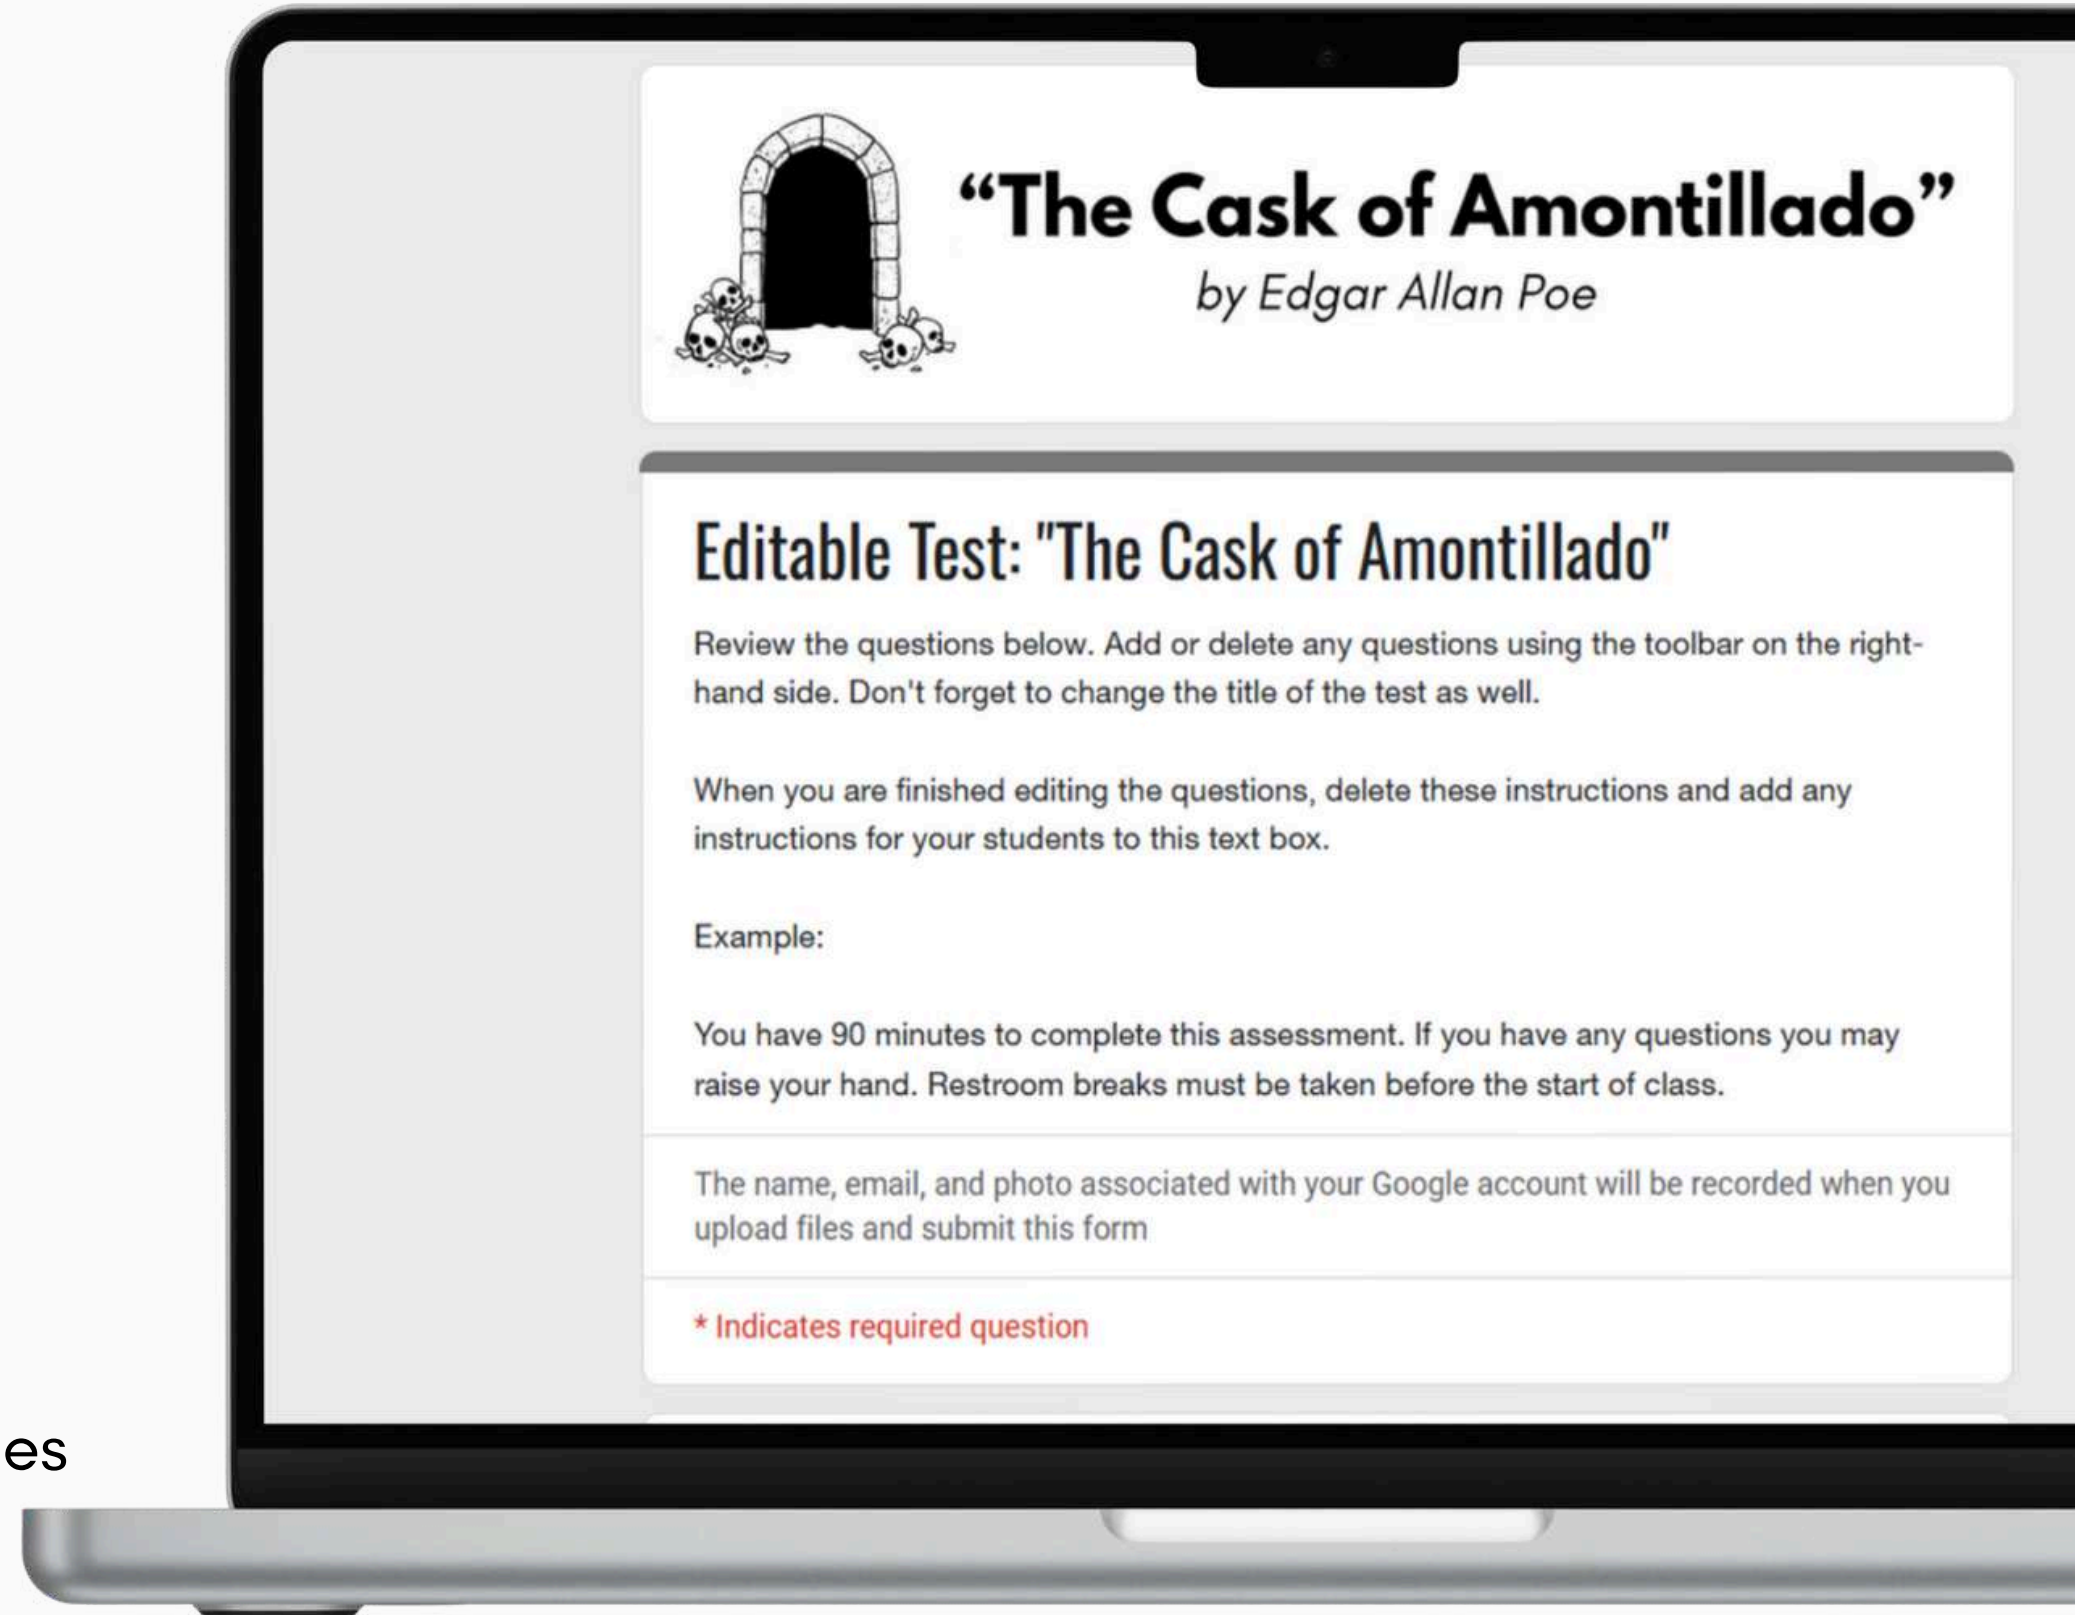 “The Cask of Amontillado”
by Edgar Allan Poe
Editable Test: "The Cask of Amontillado"
Review the questions below. Add or delete any questions using the toolbar on the right-
hand side. Don't forget to change the title of the test as well.
When you are finished editing the questions, delete these instructions and add any
instructions for your students to this text box.
Example:
You have 90 minutes to complete this assessment. If you have any questions you may
raise your hand. Restroom breaks must be taken before the start of class.
The name, email, and photo associated with your Google account will be recorded when you
upload files and submit this form
* Indicates required question
es